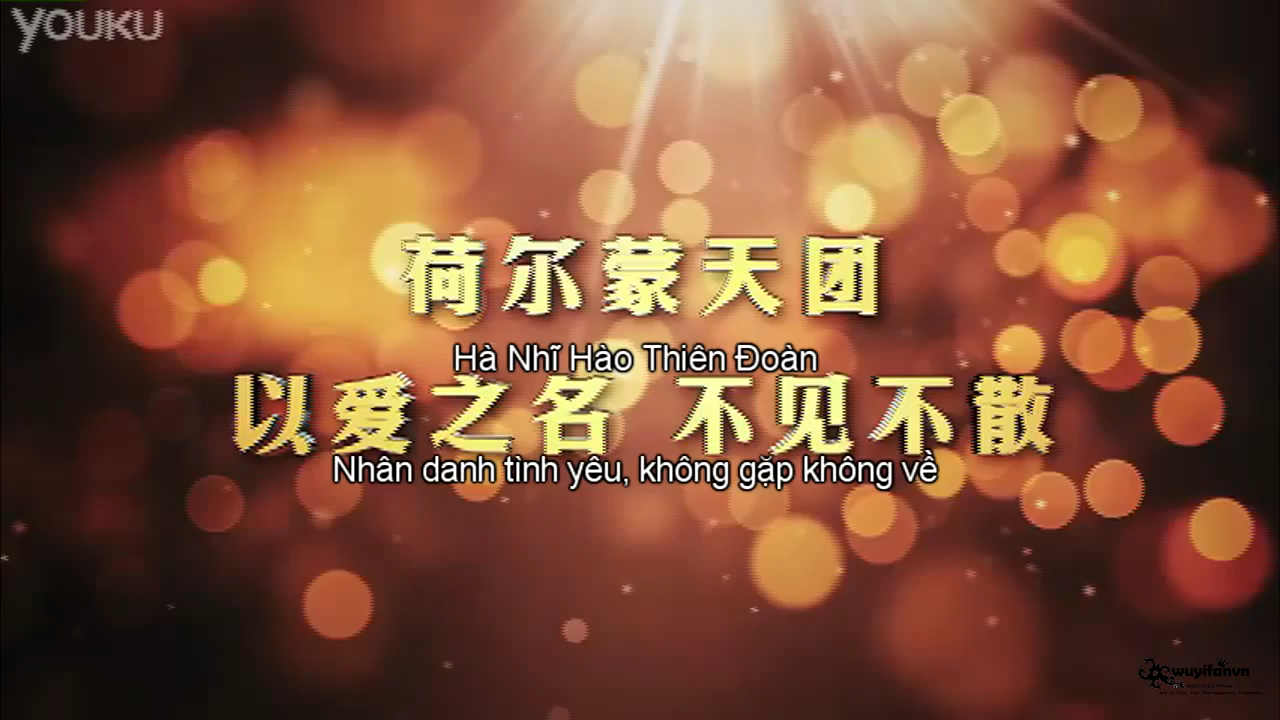 YOUKU
荷尔蒙天团
Hà Nhĩ Hào Thiên Đoàn
以爱之名 不见不散
Nhân danh tình yêu, không gặp không về
wuyifanvn